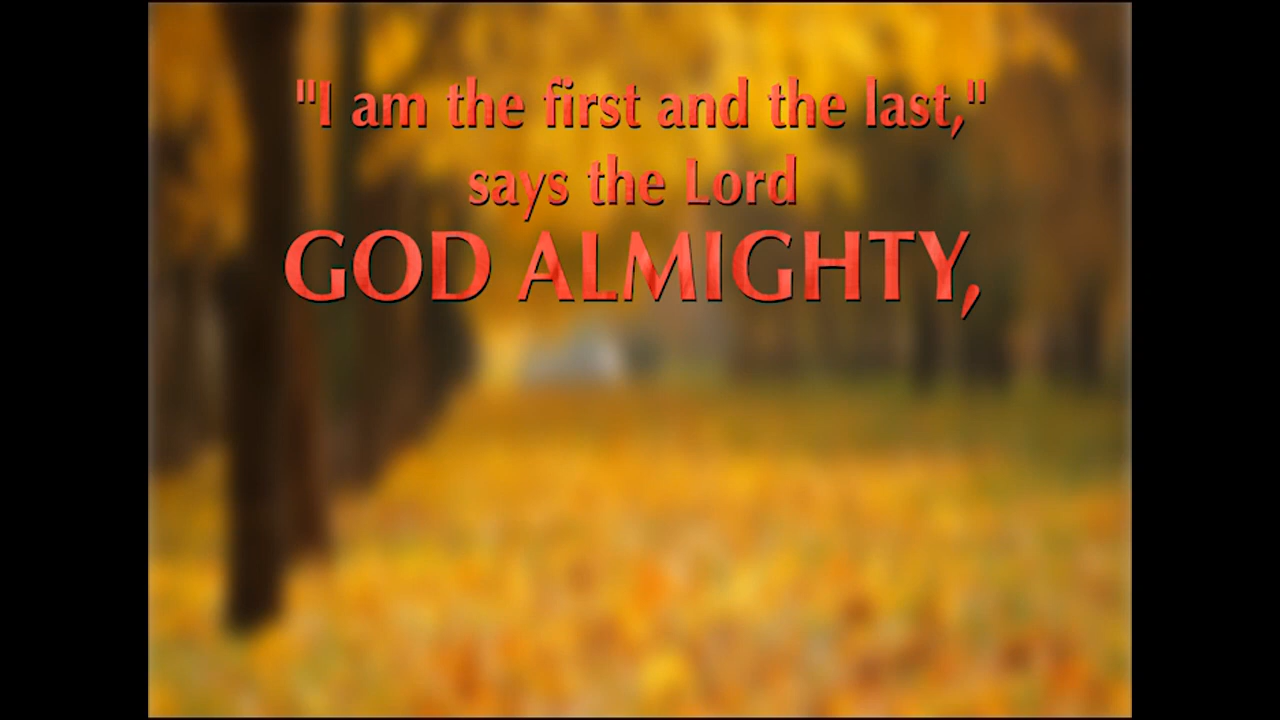 "I am the first and the last,"
says the Lord
GOD ALMIGHTY,